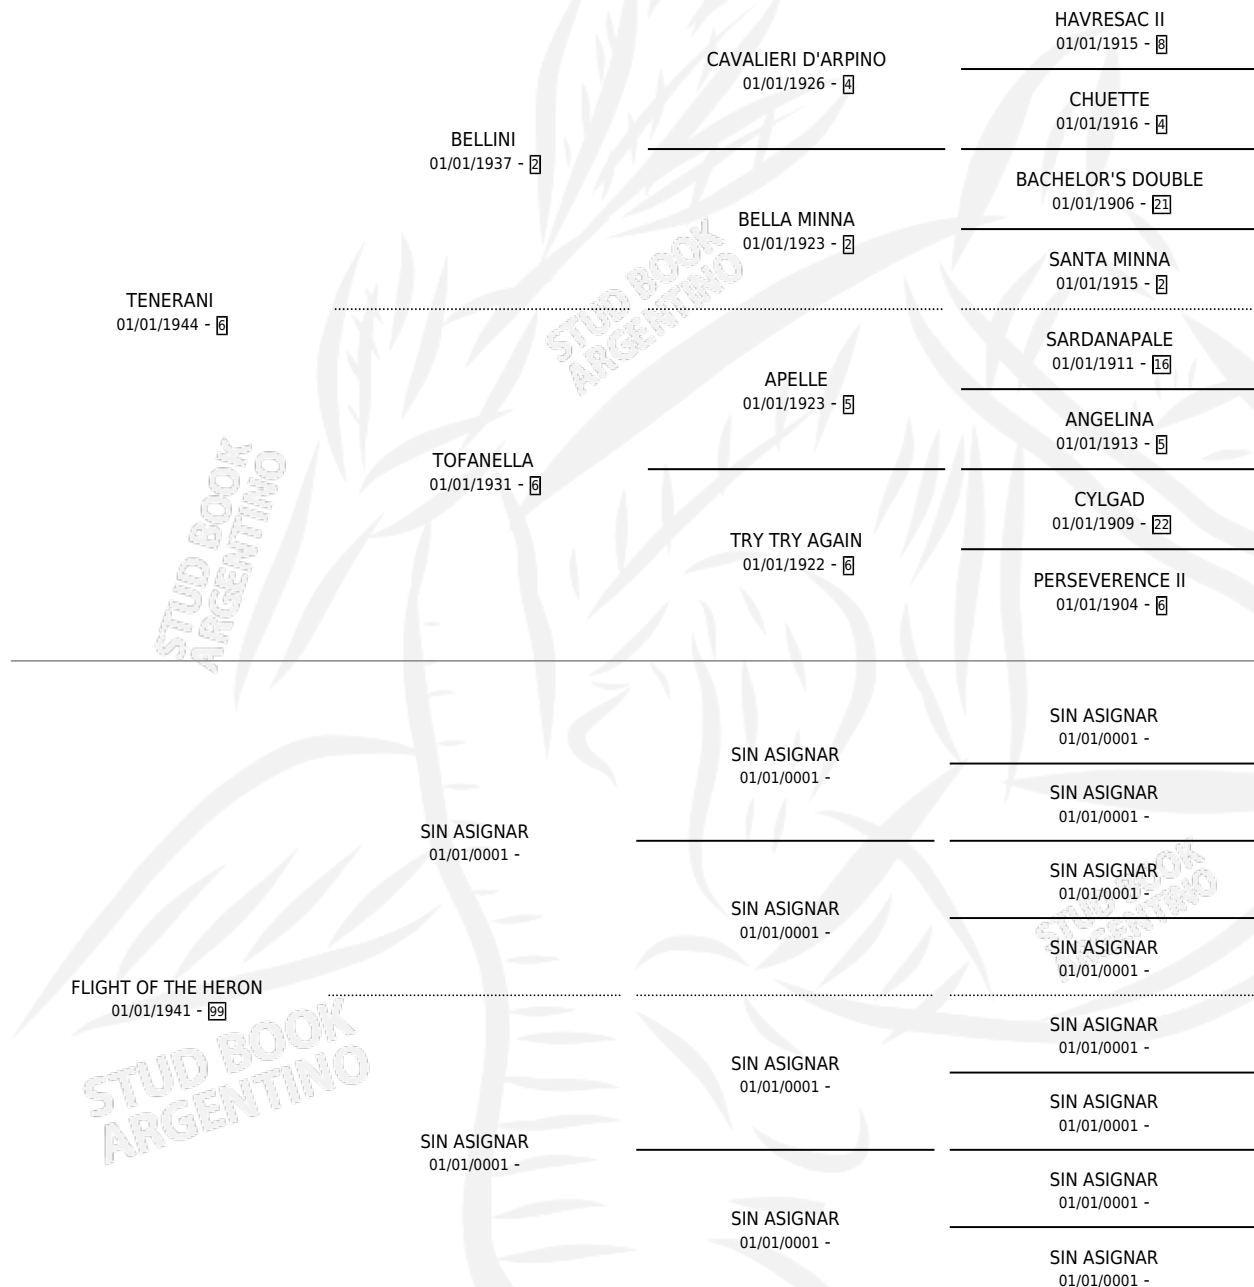 HAVRESAC II
01/01/1915 - 8
CAVALIERI D'ARPINO
01/01/1926 - 4
CHUETTE
01/01/1916 - 4
BELLINI
01/01/1937 - 2
BACHELOR'S DOUBLE
01/01/1906 - 21
BELLA MINNA
01/01/1923 - 2
SANTA MINNA
01/01/1915 - 2
TENERANI
01/01/1944 - 6
SARDANAPALE
01/01/1911 - 16
APELLE
01/01/1923 - 5
ANGELINA
01/01/1913 - 5
TOFANELLA
01/01/1931 - 6
CYLGAD
01/01/1909 - 22
TRY TRY AGAIN
01/01/1922 - 6
PERSEVERENCE II
01/01/1904 - 6
STUD BOOK
ARGENTINO
STUD BOOK
ARGENTINO
SIN ASIGNAR
01/01/0001 -
SIN ASIGNAR
01/01/0001 -
SIN ASIGNAR
01/01/0001 -
SIN ASIGNAR
01/01/0001 -
SIN ASIGNAR
01/01/0001 -
SIN ASIGNAR
01/01/0001 -
SIN ASIGNAR
01/01/0001 -
STUD BOOK
ARGENTINO
FLIGHT OF THE HERON
01/01/1941 - 99
SIN ASIGNAR
01/01/0001 -
SIN ASIGNAR
01/01/0001 -
SIN ASIGNAR
01/01/0001 -
SIN ASIGNAR
01/01/0001 -
SIN ASIGNAR
01/01/0001 -
SIN ASIGNAR
01/01/0001 -
SIN ASIGNAR
01/01/0001 -
STUD BOOK
ARGENTINO